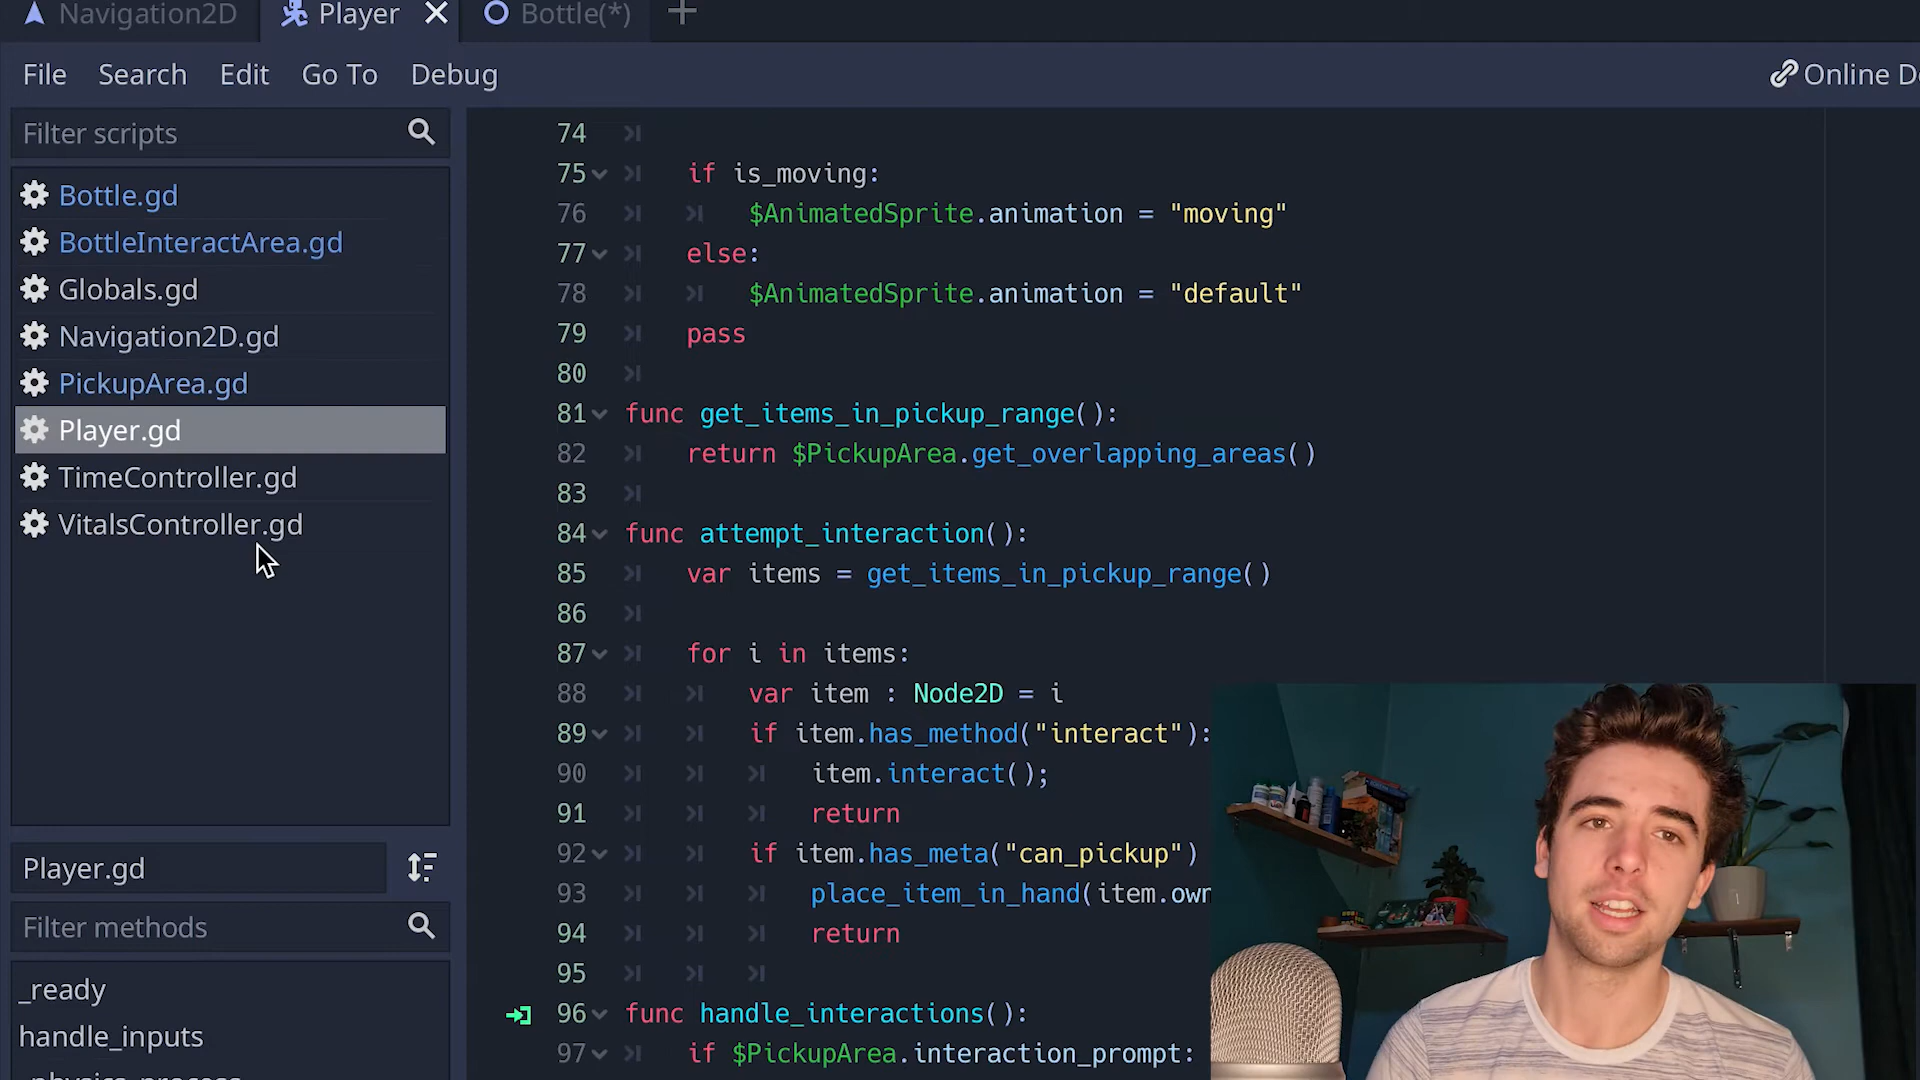 Navigation2D Player Bottle(*)
File Search Edit Go To Debug Online D
Filter scripts
Bottle.gd
BottleInteractArea.gd
Globals.gd
Navigation2D.gd
PickupArea.gd
Player.gd
TimeController.gd
VitalsController.gd
Player.gd
Filter methods
_ready
handle_inputs
_physics_process
74
75 if is_moving:
76 $AnimatedSprite.animation = "moving"
77 else:
78 $AnimatedSprite.animation = "default"
79 pass
80
81 func get_items_in_pickup_range():
82 return $PickupArea.get_overlapping_areas()
83
84 func attempt_interaction():
85 var items = get_items_in_pickup_range()
86
87 for i in items:
88 var item : Node2D = i
89 if item.has_method("interact"):
90 item.interact();
91 return
92 if item.has_meta("can_pickup")
93 place_item_in_hand(item.own
94 return
95
96 func handle_interactions():
97 if $PickupArea.interaction_prompt: